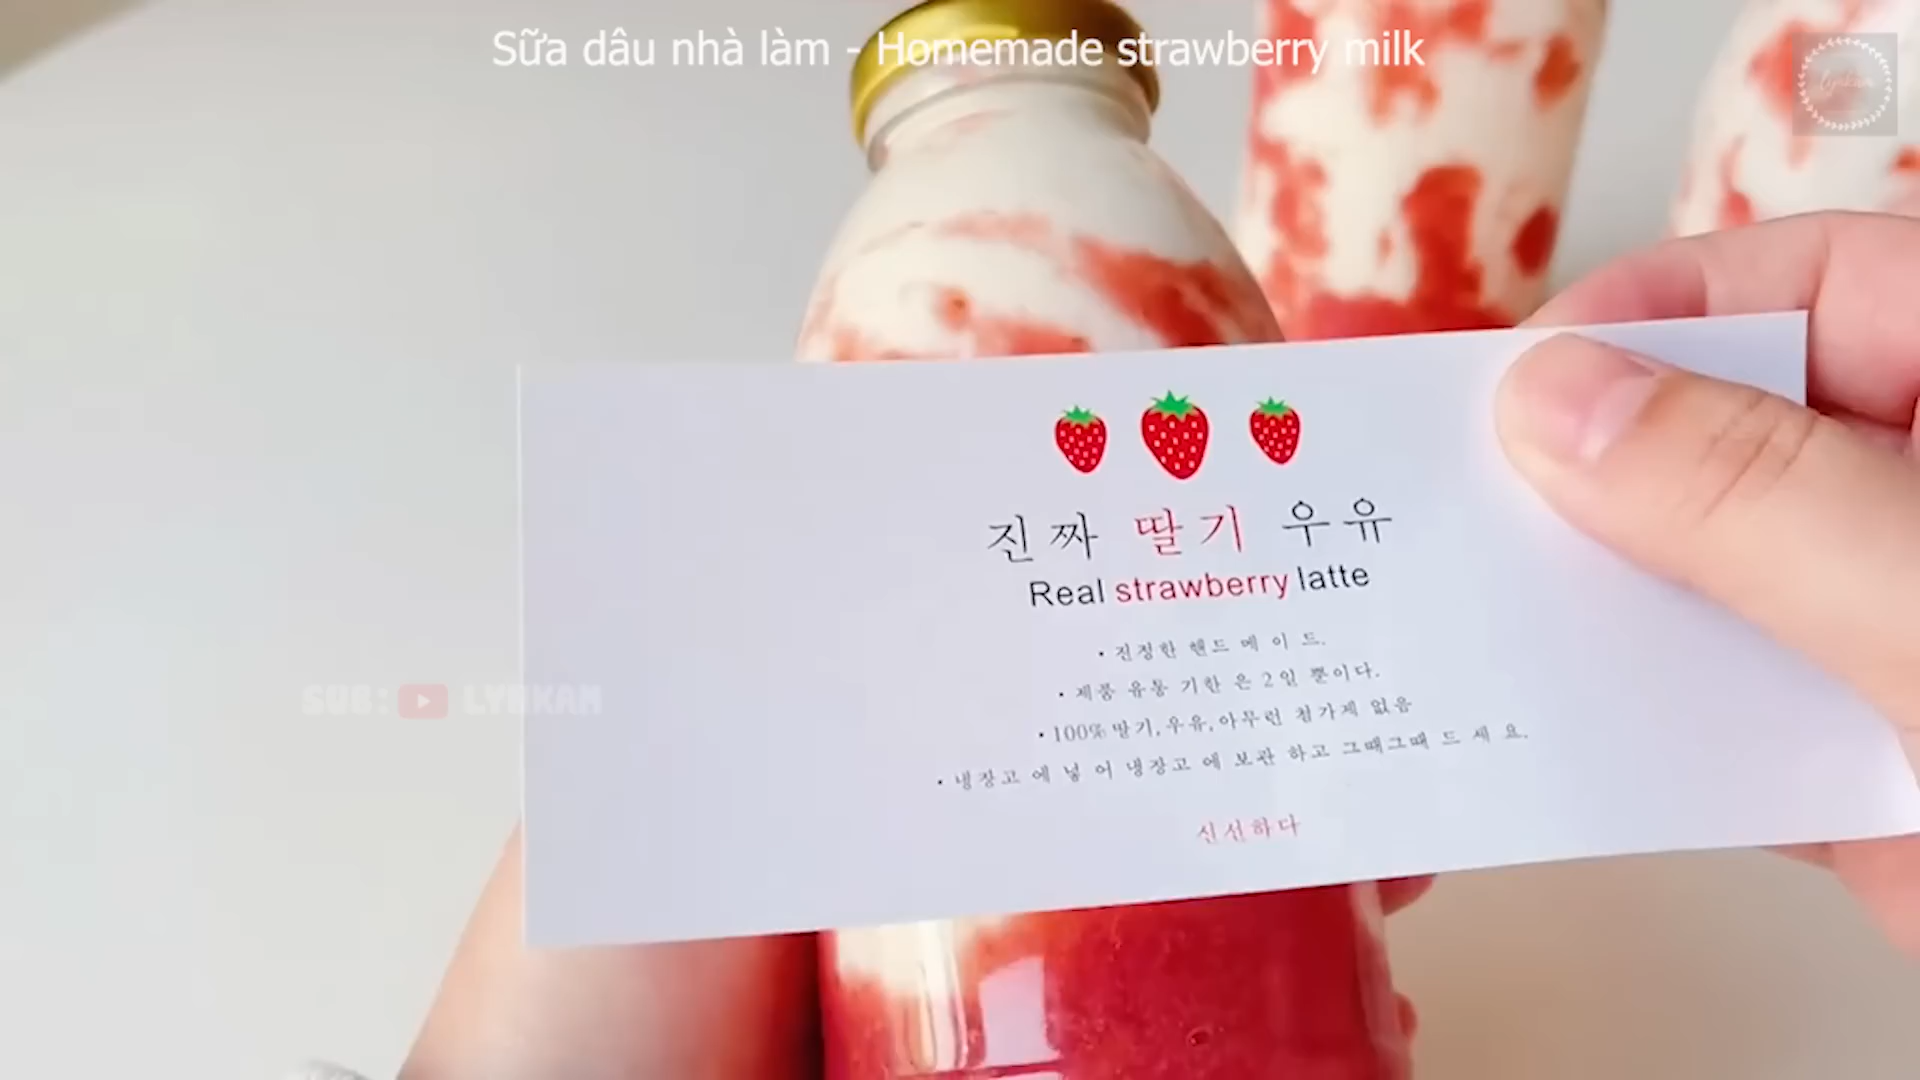 Sữa dâu nhà làm - Homemade strawberry milk
lynkam
진짜 딸기 우유
Real strawberry latte
•진정한 핸드 메 이 드.
• 제품 유통 기한 은 2일 뿐이다.
• 100% 딸기, 우유, 아무런 첨가제 없음
• 냉장고 에 넣 어 냉장고 에 보관 하고 그때그때 드 세 요.
신선하다
SUB: LYNKAM